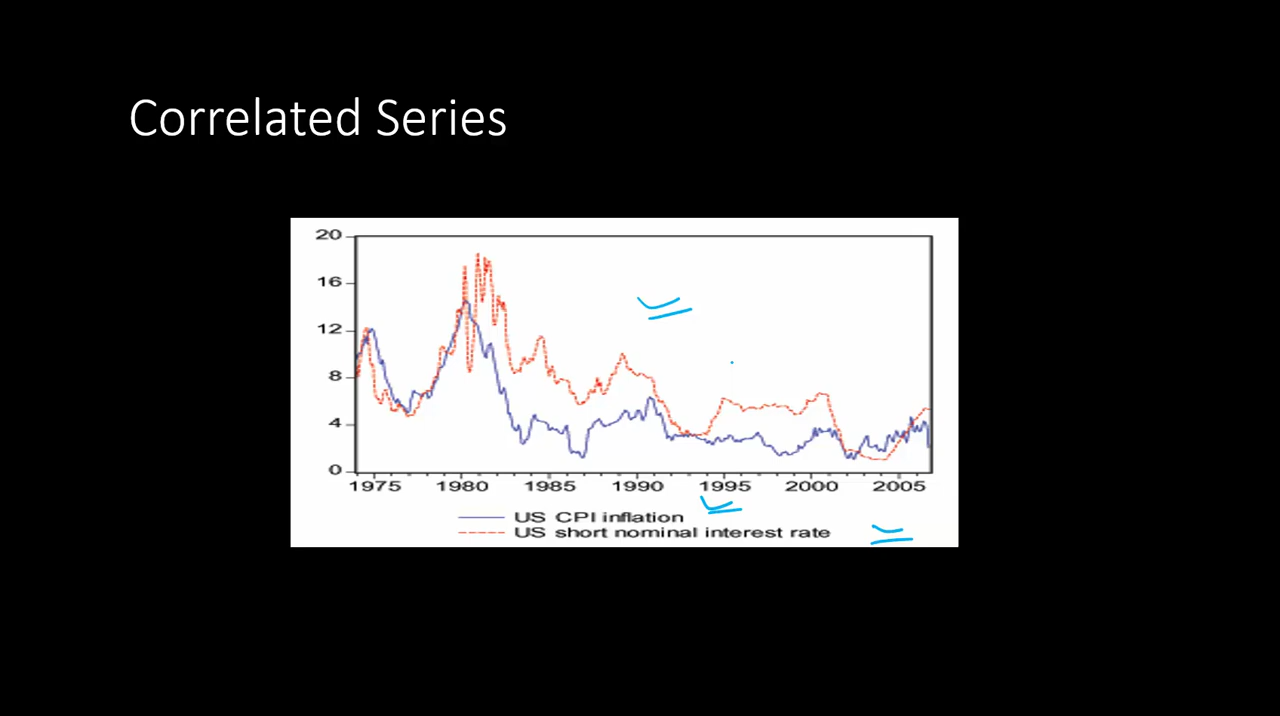 Correlated Series
20
16
12
8
4
0
1975 1980 1985 1990 1995 2000 2005
US CPI inflation
US short nominal interest rate